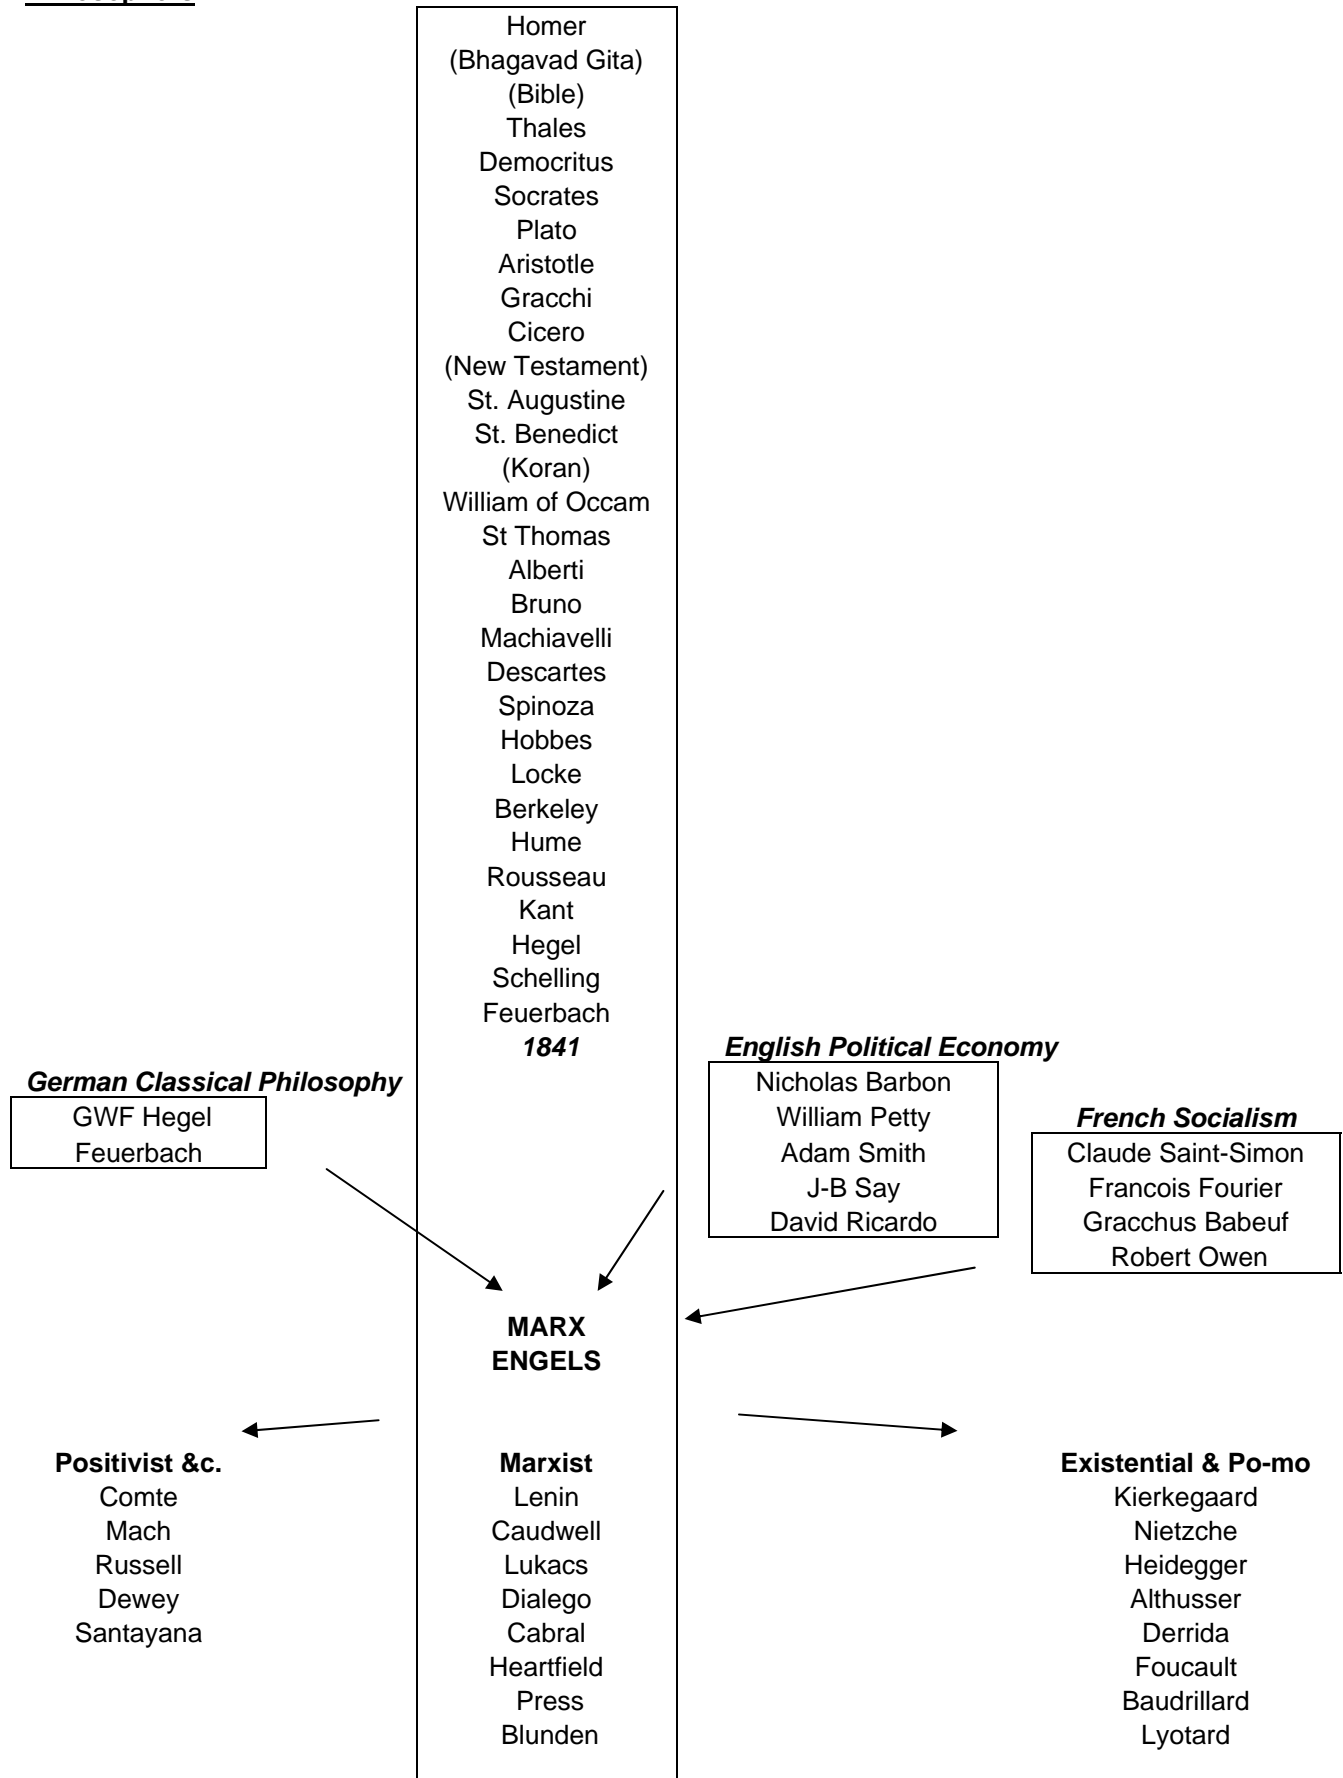 Homer
(Bhagavad Gita)
(Bible)
Thales
Democritus
Socrates
Plato
Aristotle
Gracchi
Cicero
(New Testament)
St. Augustine
St. Benedict
(Koran)
William of Occam
St Thomas
Alberti
Bruno
Machiavelli
Descartes
Spinoza
Hobbes
Locke
Berkeley
Hume
Rousseau
Kant
Hegel
Schelling
Feuerbach
1841
German Classical Philosophy
GWF Hegel
Feuerbach
English Political Economy
Nicholas Barbon
William Petty
Adam Smith
J-B Say
David Ricardo
French Socialism
Claude Saint-Simon
Francois Fourier
Gracchus Babeuf
Robert Owen
MARX
ENGELS
Positivist &c.
Comte
Mach
Russell
Dewey
Santayana
Marxist
Lenin
Caudwell
Lukacs
Dialego
Cabral
Heartfield
Press
Blunden
Existential & Po-mo
Kierkegaard
Nietzche
Heidegger
Althusser
Derrida
Foucault
Baudrillard
Lyotard